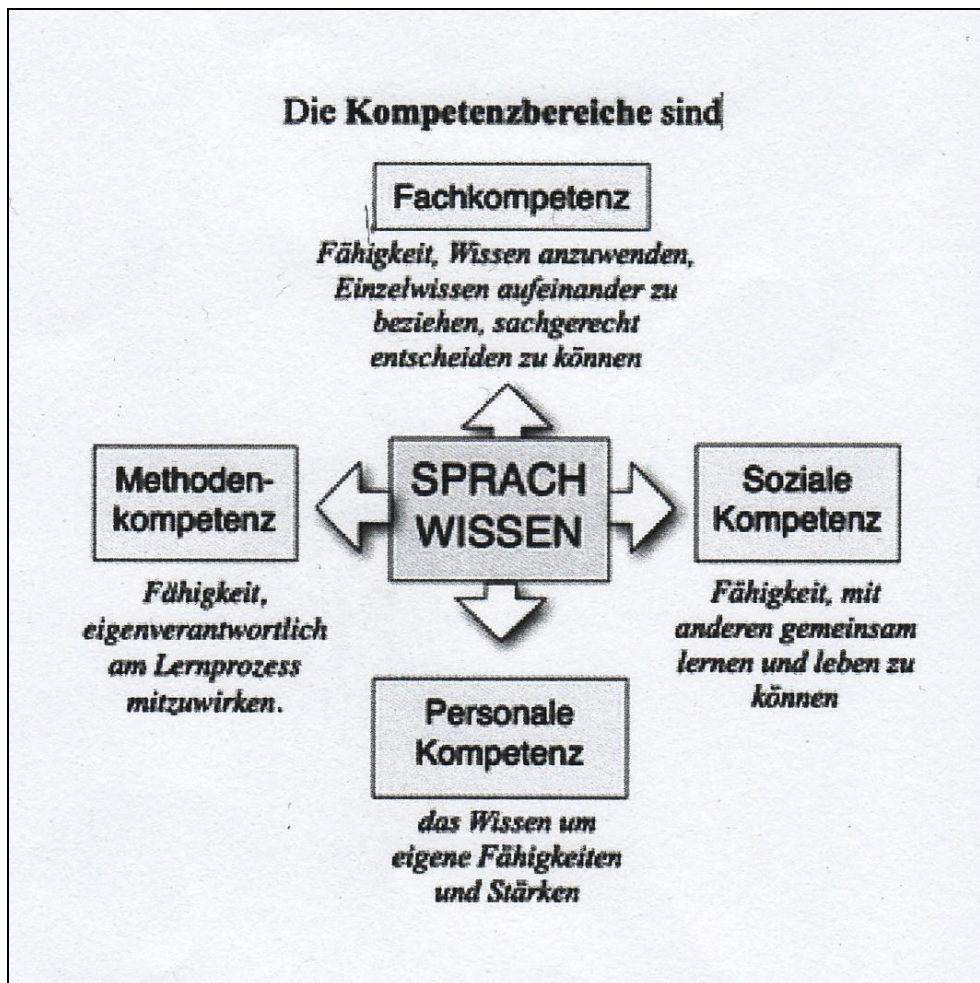 Die Kompetenzbereiche sind
Fachkompetenz
Fähigkeit, Wissen anzuwenden,
Einzelwissen aufeinander zu
beziehen, sachgerecht
entscheiden zu können
Methoden-
kompetenz
Fähigkeit,
eigenverantwortlich
am Lernprozess
mitzuwirken.
SPRACH
WISSEN
Soziale
Kompetenz
Fähigkeit, mit
anderen gemeinsam
lernen und leben zu
können
Personale
Kompetenz
das Wissen um
eigene Fähigkeiten
und Stärken